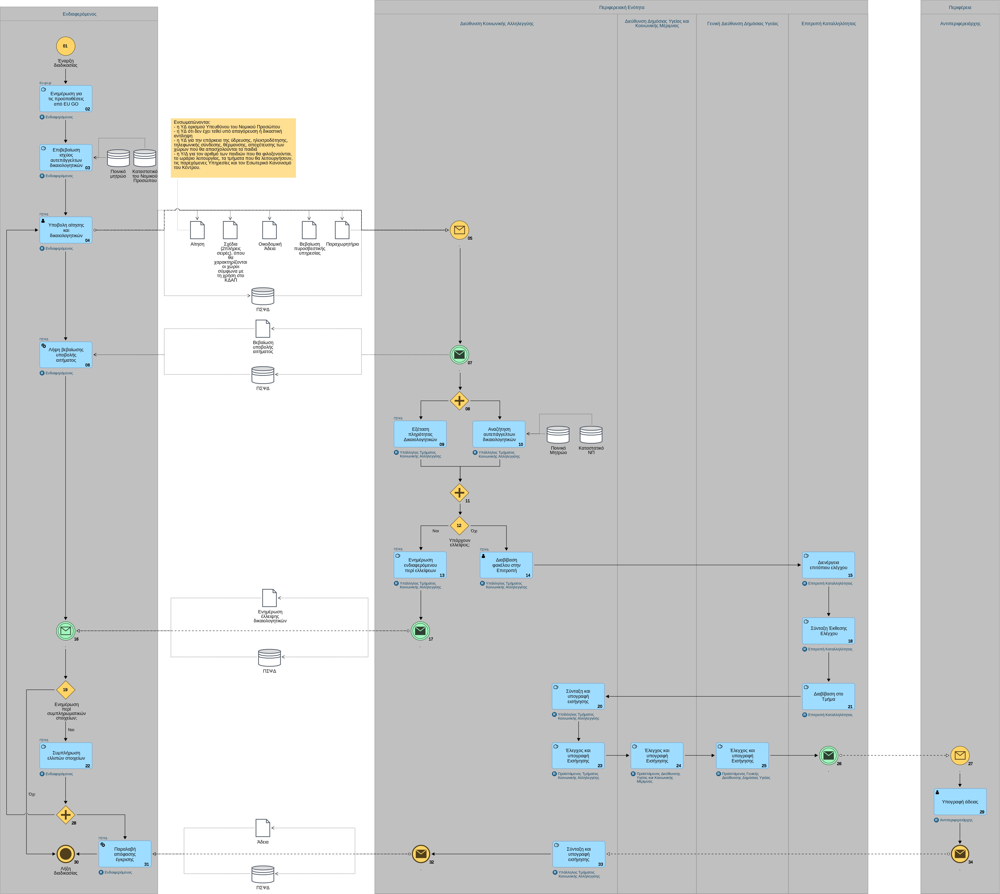 Ενδιαφερόμενος
Περιφερειακή Ενότητα
Περιφέρεια
Διεύθυνση Κοινωνικής Αλληλεγγύης
Διεύθυνση Δημόσιας Υγείας και
Κοινωνικής Μέριμνας
Γενική Διεύθυνση Δημόσιας Υγείας
Επιτροπή Καταλληλότητας
Αντιπεριφερειάρχης
01
Έναρξη
διαδικασίας
Eu-go.gr
Ενημέρωση για
τις προϋποθέσεις
από EU GO
02
R Ενδιαφερόμενος
Ενσωματώνονται:
- η ΥΔ ορισμού Υπευθύνου του Νομικού Προσώπου
- η ΥΔ ότι δεν έχει τεθεί υπό απαγόρευση ή δικαστική
αντίληψη
- η ΥΔ για την επάρκεια της ύδρευσης, ηλεκτροδότησης,
τηλεφωνικής σύνδεσης, θέρμανσης, αποχέτευσης των
χώρων που θα απασχολούνται τα παιδιά
- η Υ/Δ για τον αριθμό των παιδιών που θα φιλοξενούνται,
το ωράριο λειτουργίας, τα τμήματα που θα λειτουργήσουν,
τις παρεχόμενες Υπηρεσίες και τον Εσωτερικό Κανονισμό
του Κέντρου.
Επιβεβαίωση
ισχύος
αυτεπάγγελτων
δικαιολογητικών
03
R Ενδιαφερόμενος
Ποινικό
μητρώο
Καταστατικό
του Νομικού
Προσώπου
ΠΣΨΔ
Υποβολη αίτησης
και
δικαιολογητικών
04
R Ενδιαφερόμενος
Αίτηση
Σχέδια
(2πλήρεις
σειρές), όπου
θα
χαρακτηρίζονται
οι χώροι
σύμφωνα με
τη χρήση στο
ΚΔΑΠ
Οικοδομική
Άδεια
Βεβαίωση
πυροσβεστικής
υπηρεσίας
Παραχωρητήριο
05
.
ΠΣΨΔ
ΠΣΨΔ
Λήψη βεβαίωσης
υποβολής
αιτήματος
06
R Ενδιαφερόμενος
Βεβαίωση
υποβολής
αιτήματος
ΠΣΨΔ
07
.
08
ΠΣΨΔ
Εξέταση
πληρότητας
Δικαιολογητικών
09
R Υπάλληλος Τμήματος
Κοινωνικής Αλληλεγγύης
Αναζήτηση
αυτεπάγγελτων
δικαιολογητικών
10
R Υπάλληλος Τμήματος
Κοινωνικής Αλληλεγγύης
Ποινικό
Μητρώο
Καταστατικό
ΝΠ
11
12
Ναι
Όχι
Υπάρχουν
ελλείψεις;
ΠΣΨΔ
Ενημέρωση
ενδιαφερόμενου
περί ελλείψεων
13
R Υπάλληλος Τμήματος
Κοινωνικής Αλληλεγγύης
ΠΣΨΔ
Διαβίβαση
φακέλου στην
Επιτροπή
14
R Υπάλληλος Τμήματος
Κοινωνικής Αλληλεγγύης
Διενέργεια
επιτόπιου ελέγχου
15
R Επιτροπή Καταλληλότητας
Ενημέρωση
έλλειψης
δικαιολογητικών
16
.
17
.
ΠΣΨΔ
Σύνταξη Έκθεσης
Ελέγχου
18
R Επιτροπή Καταλληλότητας
19
Ενημέρωση
περί
συμπληρωματικών
στοιχείων;
Ναι
Σύνταξη και
υπογραφή
εισήγησης
20
R Υπάλληλος Τμήματος
Κοινωνικής Αλληλεγγύης
Διαβίβαση στο
Τμήμα
21
R Επιτροπή Καταλληλότητας
ΠΣΨΔ
Συμπλήρωση
ελλιπών στοιχείων
22
R Ενδιαφερόμενος
Έλεγχος και
υπογραφή
Εισήγησης
23
R Προϊστάμενος Τμήματος
Κοινωνικής Αλληλεγγύης
Έλεγχος και
υπογραφή
Εισήγησης
24
R Προϊστάμενος Διεύθυνσης
Υγείας και Κοινωνικής
Μέριμνας
Έλεγχος και
υπογραφή
Εισήγησης
25
R Προϊστάμενος Γενικής
Διεύθυνσης Δημόσιας Υγείας
26
.
27
.
Όχι
28
Υπογραφή άδειας
29
R Αντιπεριφερειάρχης
30
Λήξη
διαδικασίας
ΠΣΨΔ
Παραλαβή
απόφασης
έγκρισης
31
R Ενδιαφερόμενος
Άδεια
ΠΣΨΔ
32
.
Σύνταξη και
υπογραφή
εισήγησης
33
R Υπάλληλος Τμήματος
Κοινωνικής Αλληλεγγύης
34
.